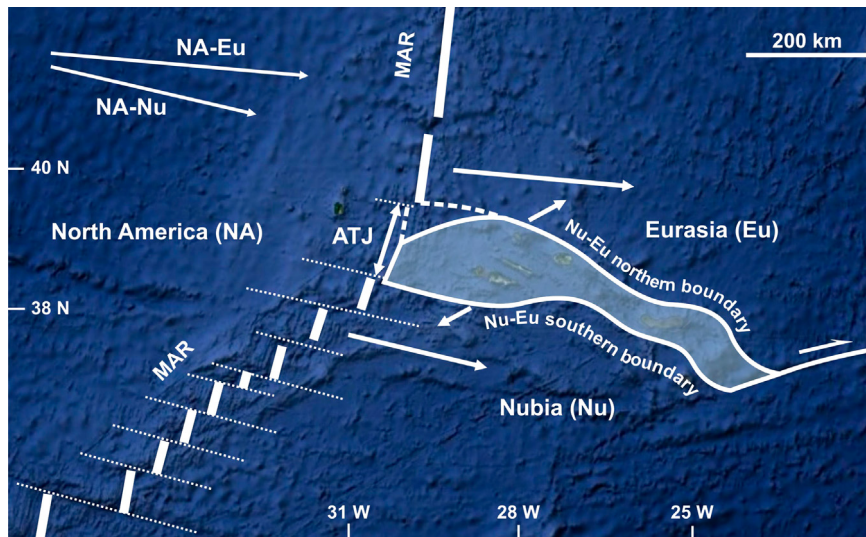 NA-Eu
MAR
200 km
NA-Nu
40 N
North America (NA)
ATJ
Eurasia (Eu)
Nu-Eu northern boundary
38 N
Nu-Eu southern boundary
MAR
Nubia (Nu)
31 W
28 W
25 W